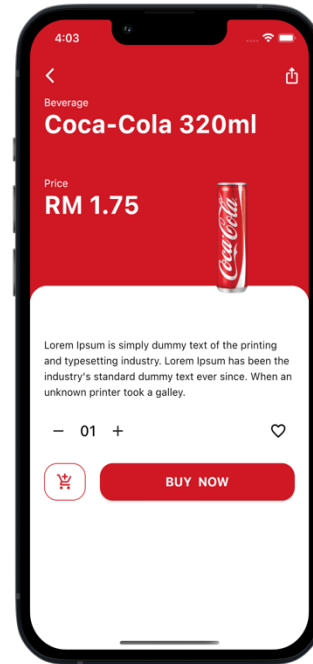 4:03
Beverage
Coca-Cola 320ml
Price
RM 1.75
Coca-Cola
Lorem Ipsum is simply dummy text of the printing
and typesetting industry. Lorem Ipsum has been the
industry's standard dummy text ever since. When an
unknown printer took a galley.
01
BUY NOW